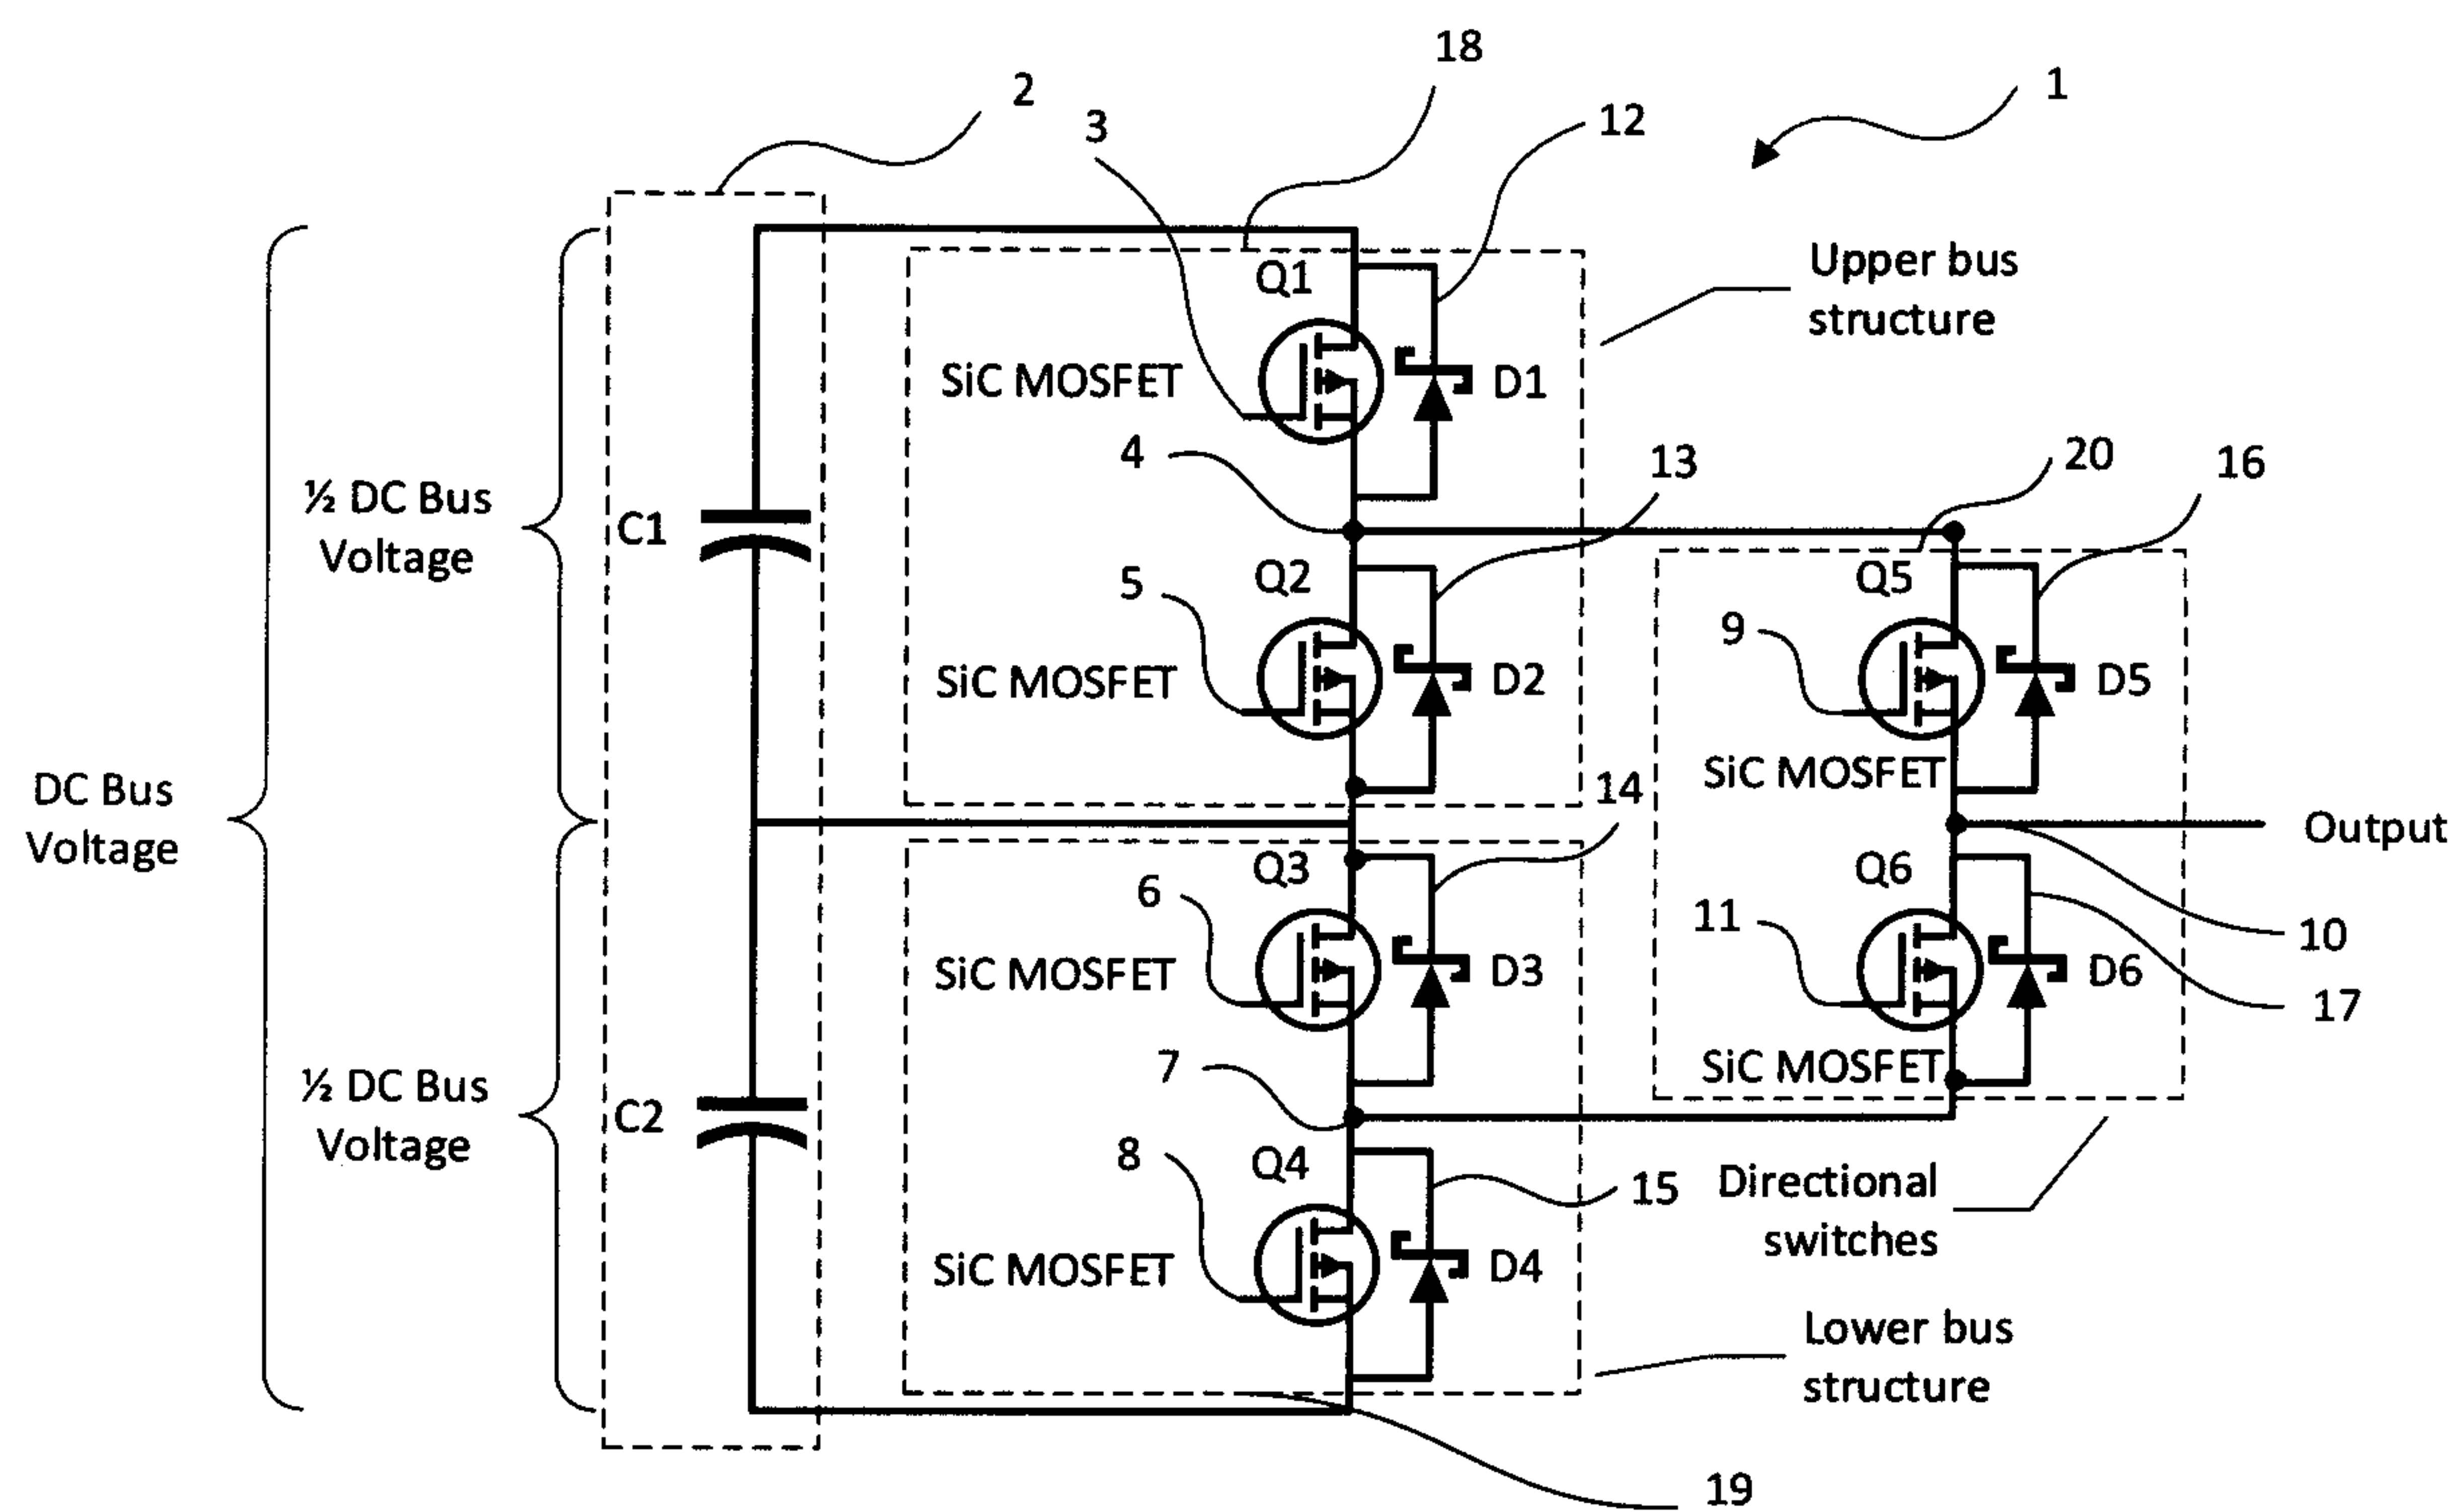 18
1
2
3
12
Upper bus
structure
Q1
SiC MOSFET
D1
4
13
20
16
½ DC Bus
Voltage
C1
Q2
Q5
5
9
SiC MOSFET
D2
D5
SiC MOSFET
14
DC Bus
Voltage
Output
Q3
Q6
6
11
10
SiC MOSFET
D3
D6
17
7
SiC MOSFET
½ DC Bus
Voltage
C2
8
Q4
15
Directional
switches
SiC MOSFET
D4
Lower bus
structure
19